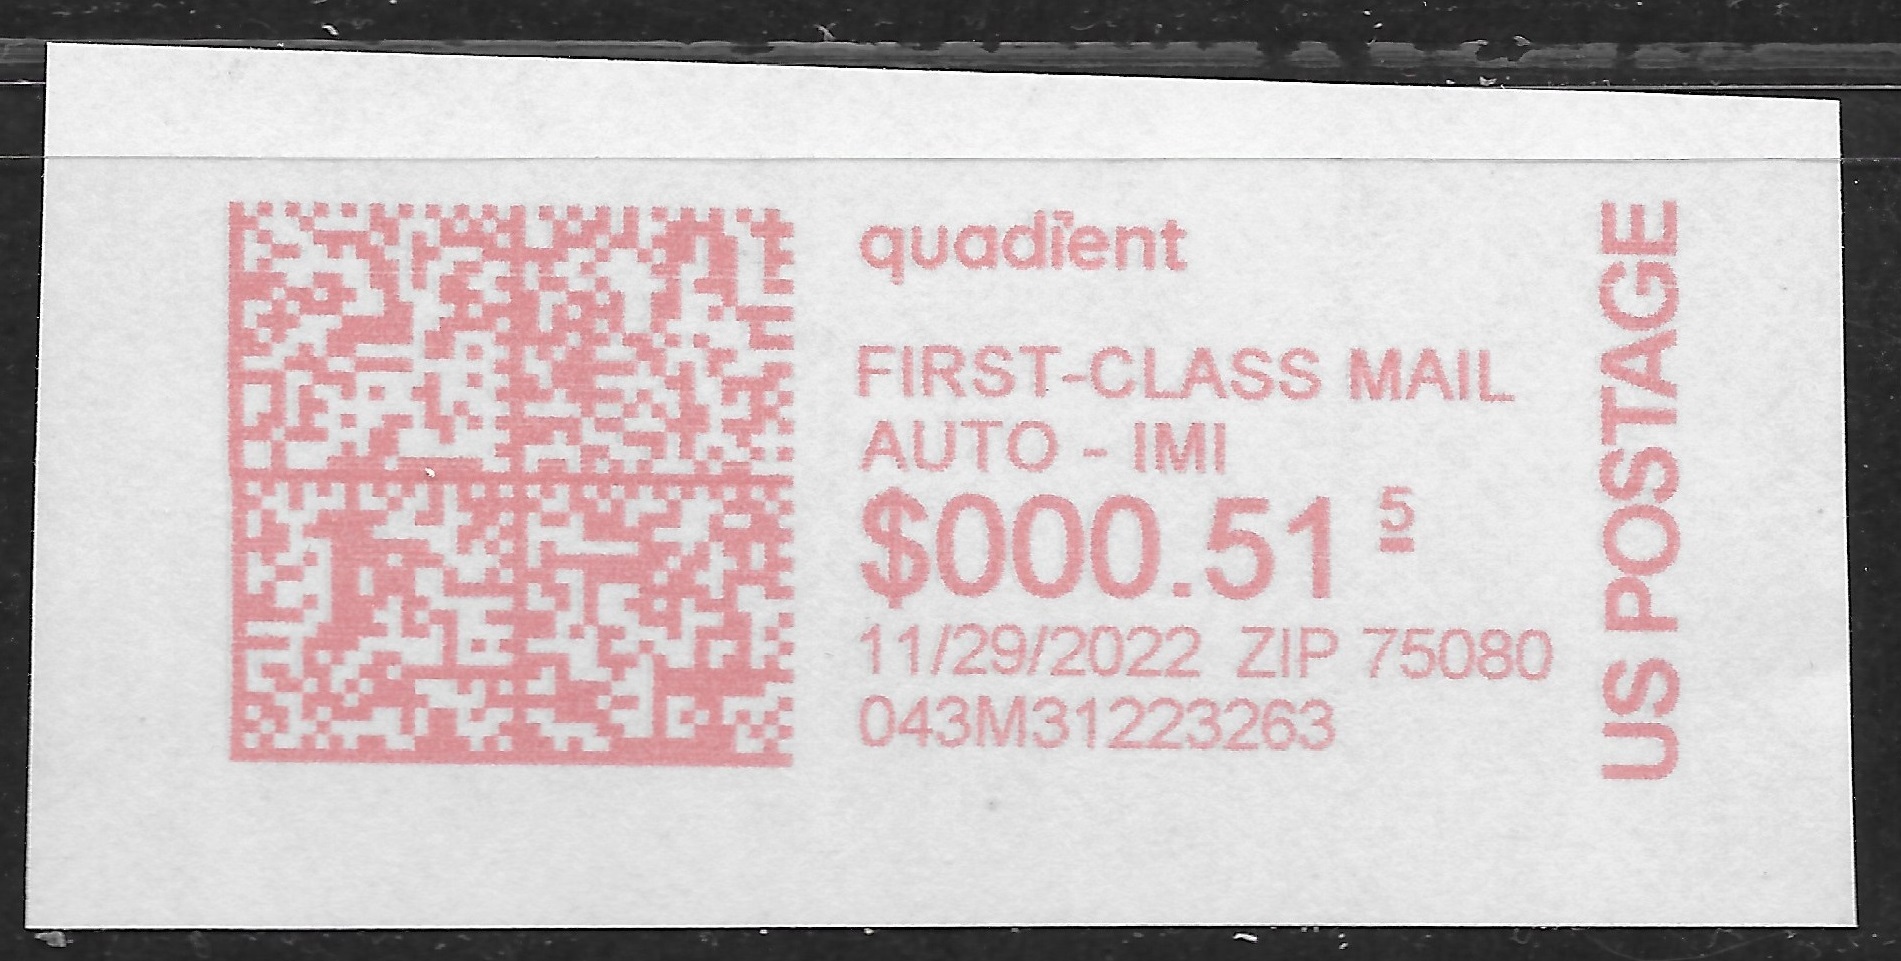 quadient
FIRST-CLASS MAIL
AUTO - IMI
$000.51 5
11/29/2022 ZIP 75080
043M31223263
US POSTAGE